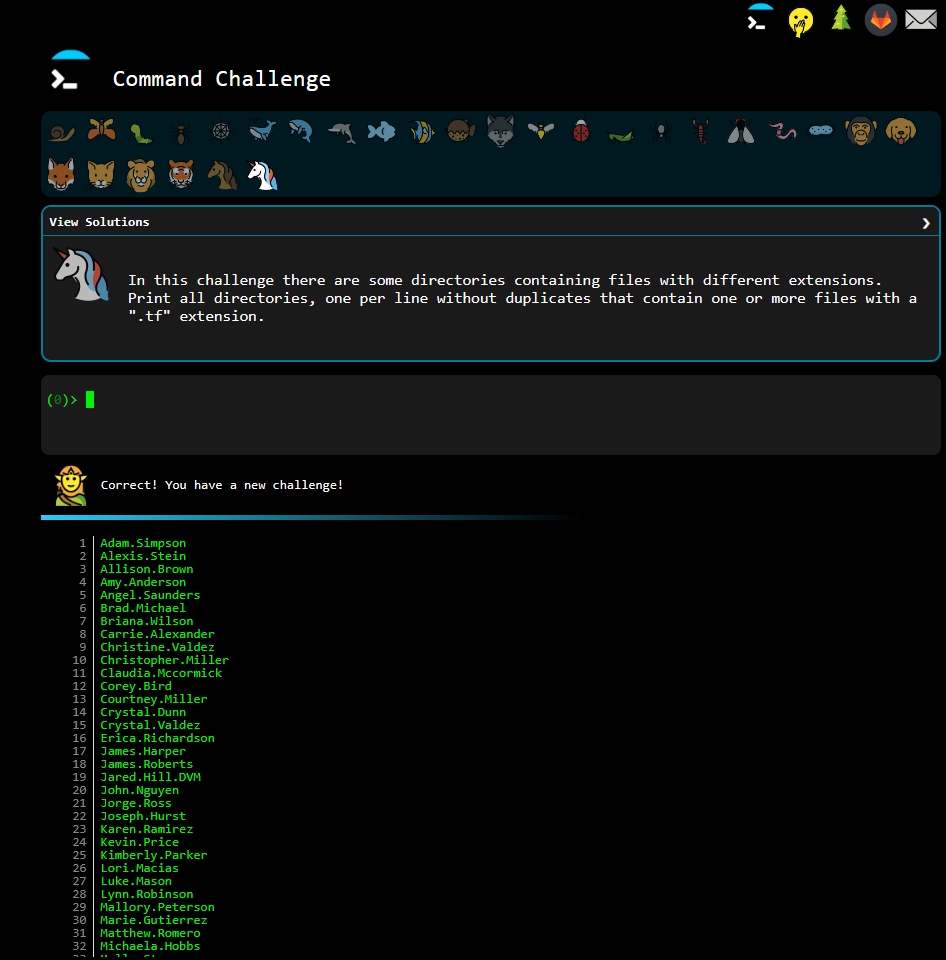 Command Challenge
View Solutions
In this challenge there are some directories containing files with different extensions.
Print all directories, one per line without duplicates that contain one or more files with a
".tf" extension.
(0)>
Correct! You have a new challenge!
1 Adam.Simpson
2 Alexis.Stein
3 Allison.Brown
4 Amy.Anderson
5 Angel.Saunders
6 Brad.Michael
7 Briana.Wilson
8 Carrie.Alexander
9 Christine.Valdez
10 Christopher.Miller
11 Claudia.Mccormick
12 Corey.Bird
13 Courtney.Miller
14 Crystal.Dunn
15 Crystal.Valdez
16 Erica.Richardson
17 James.Harper
18 James.Roberts
19 Jared.Hill.DVM
20 John.Nguyen
21 Jorge.Ross
22 Joseph.Hurst
23 Karen.Ramirez
24 Kevin.Price
25 Kimberly.Parker
26 Lori.Macias
27 Luke.Mason
28 Lynn.Robinson
29 Mallory.Peterson
30 Marie.Gutierrez
31 Matthew.Romero
32 Michaela.Hobbs